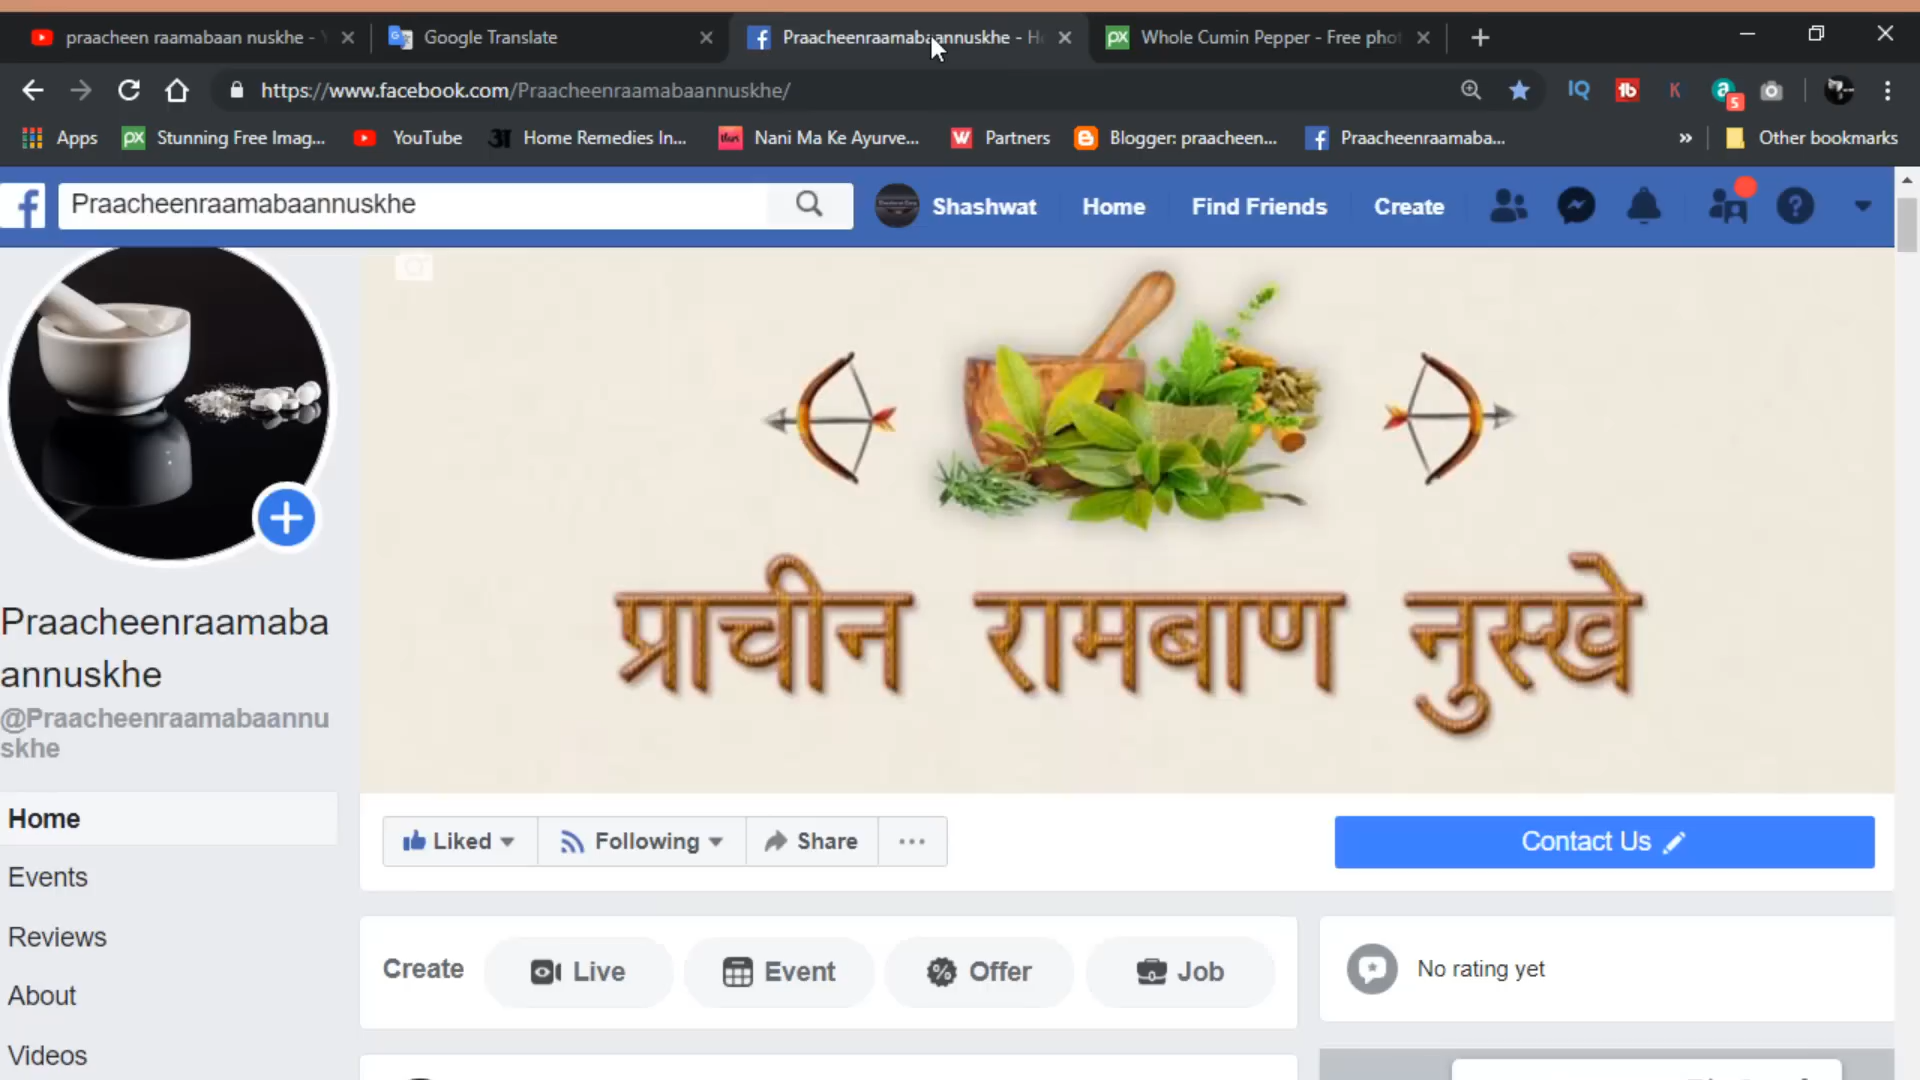 praacheen raamabaan nuskhe -
Google Translate
Praacheenraamabaannuskhe - H
Whole Cumin Pepper - Free phot
https://www.facebook.com/Praacheenraamabaannuskhe/
Apps
Stunning Free Imag...
YouTube
Home Remedies In...
Nani Ma Ke Ayurve...
Partners
Blogger: praacheen...
Praacheenraamaba...
Other bookmarks
Praacheenraamabaannuskhe
Shashwat
Home
Find Friends
Create
प्राचीन रामबाण नुस्खे
Praacheenraamaba
annuskhe
@Praacheenraamabaannu
skhe
Home
Events
Reviews
About
Videos
Liked
Following
Share
Contact Us
Create
Live
Event
Offer
Job
No rating yet